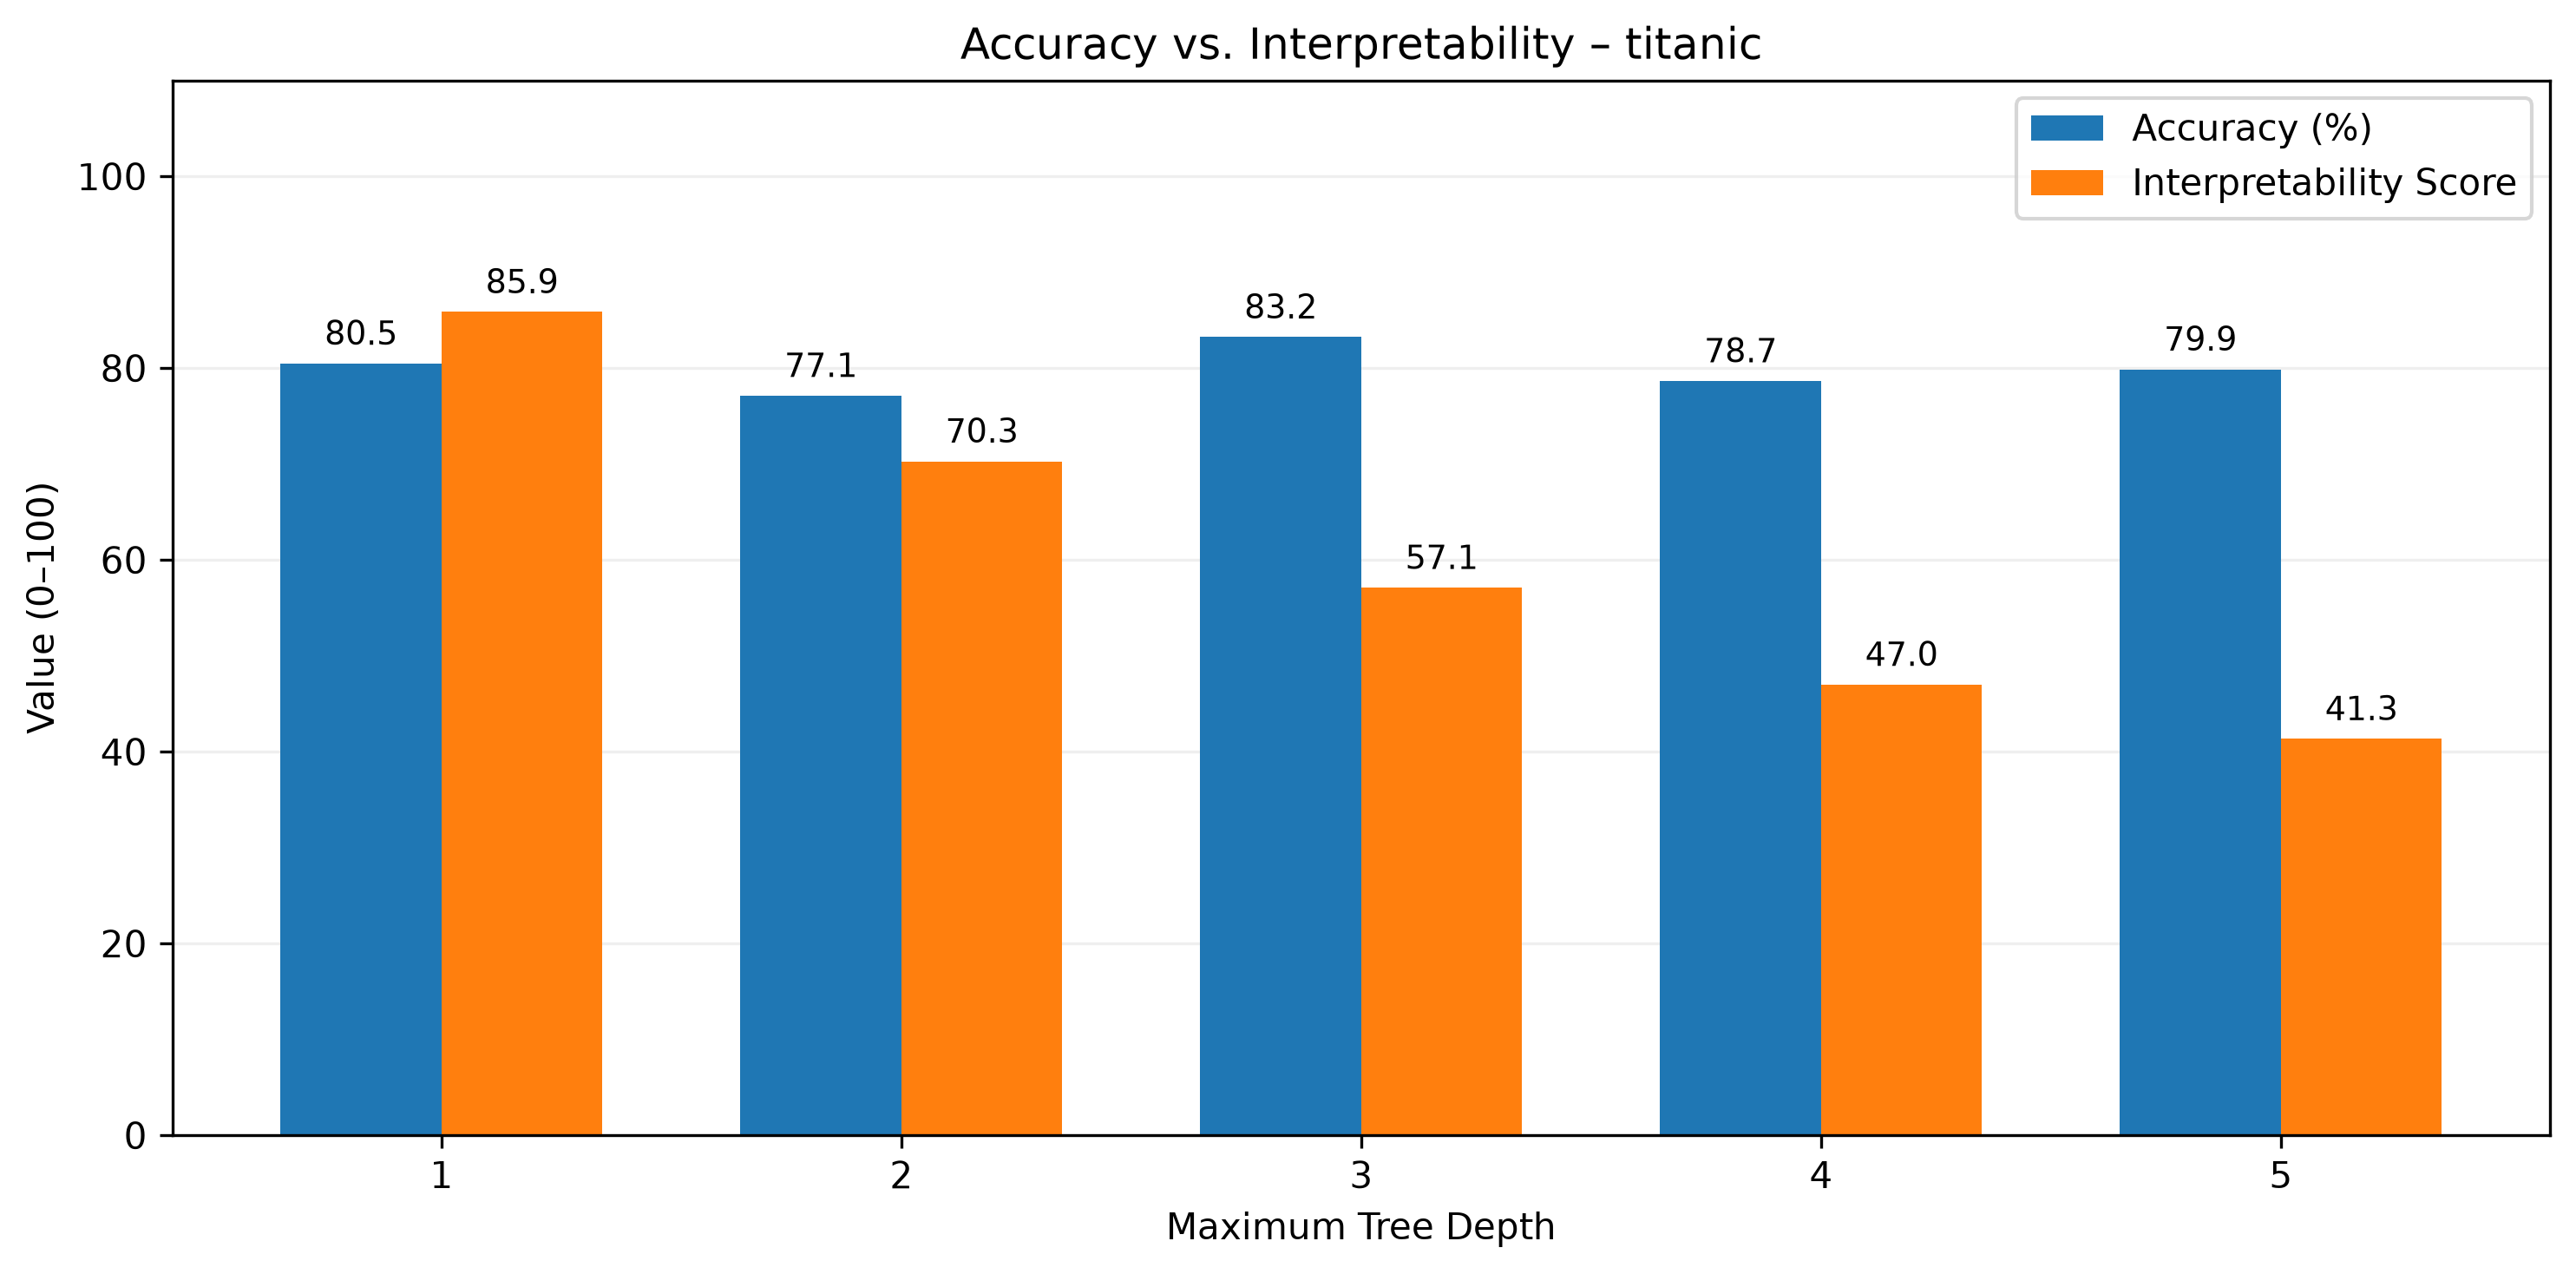 Accuracy vs. Interpretability – titanic
Accuracy (%)
Interpretability Score
Value (0–100)
100
80
60
40
20
0
80.5
85.9
77.1
70.3
83.2
57.1
78.7
47.0
79.9
41.3
1 2 3 4 5
Maximum Tree Depth